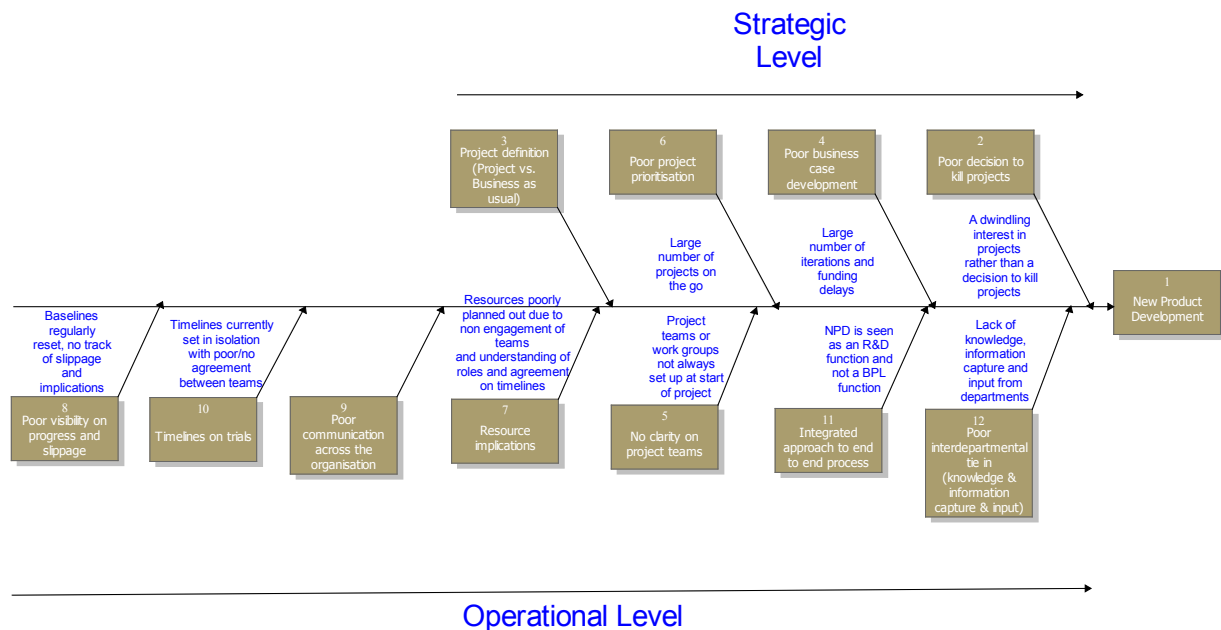 Strategic
Level
3
Project definition
(Project vs.
Business as
usual)
6
Poor project
prioritisation
4
Poor business
case
development
2
Poor decision to
kill projects
Large
number of
projects on
the go
Large
number of
iterations and
funding
delays
A dwindling
interest in
projects
rather than a
decision to kill
projects
1
New Product
Development
Baselines
regularly
reset, no track
of slippage
and
implications
Timelines currently
set in isolation
with poor/no
agreement
between teams
Resources poorly
planned out due to
non engagement of
teams
and understanding of
roles and agreement
on timelines
Project
teams or
work groups
not always
set up at start
of project
NPD is seen
as an R&D
function and
not a BPL
function
Lack of
knowledge,
information
capture and
input from
departments
8
Poor visibility on
progress and
slippage
10
Timelines on trials
9
Poor
communication
across the
organisation
7
Resource
implications
5
No clarity on
project teams
11
Integrated
approach to end
to end process
12
Poor
interdepartmental
tie in
(knowledge &
information
capture & input)
Operational Level